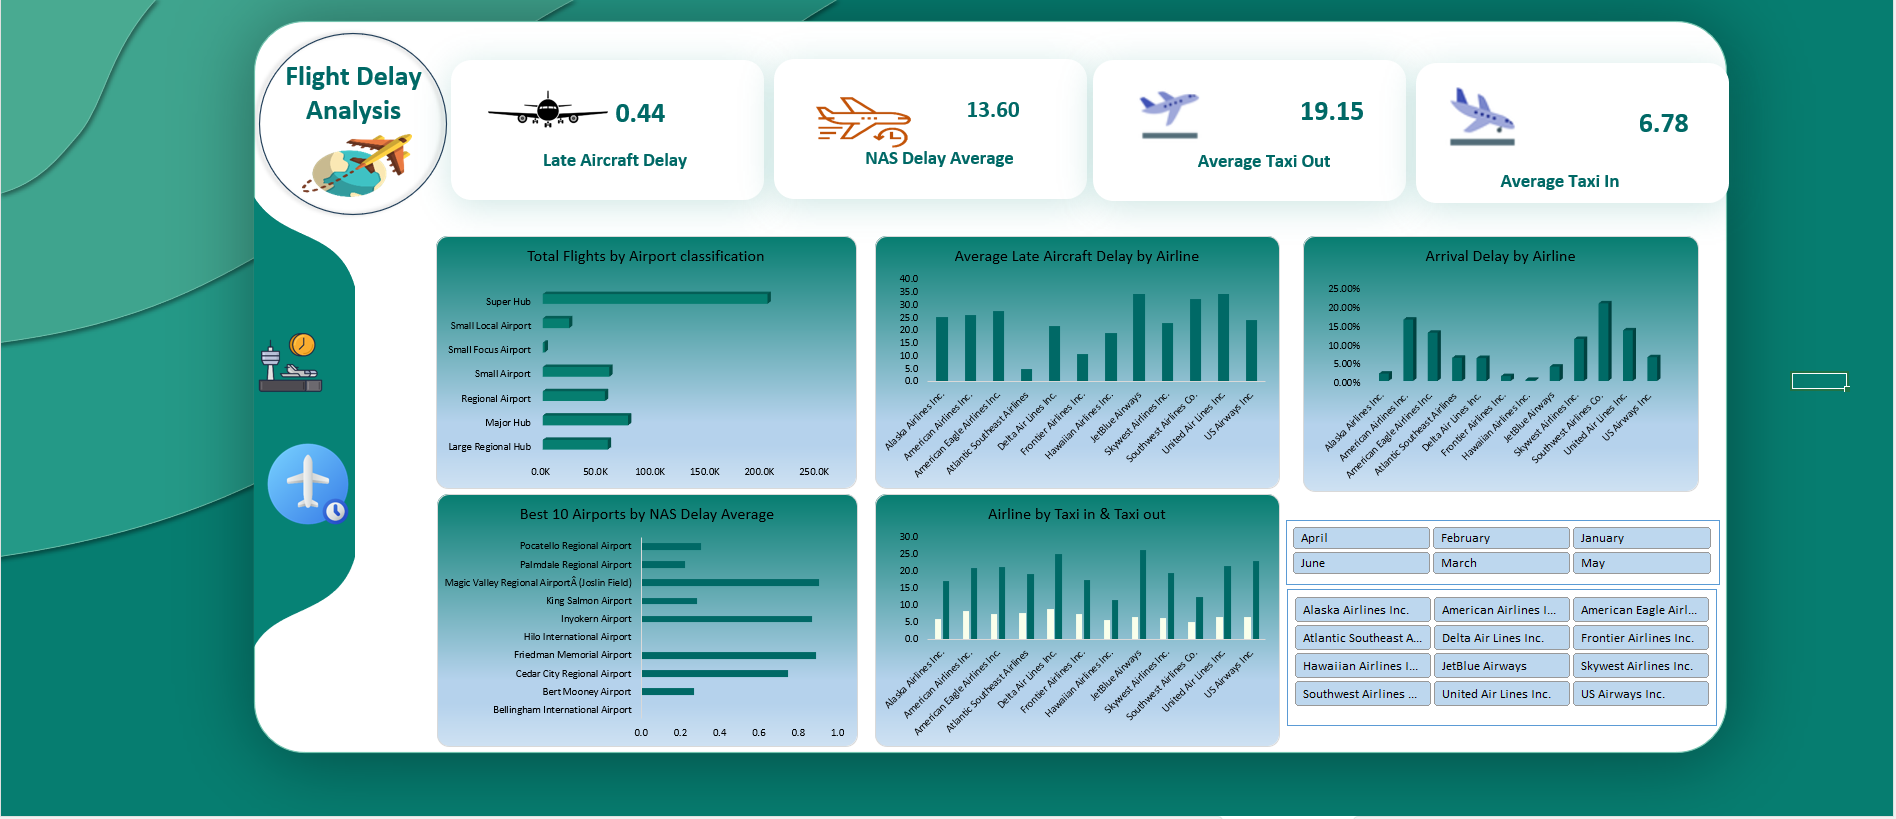 Flight Delay
Analysis
0.44
Late Aircraft Delay
13.60
NAS Delay Average
19.15
Average Taxi Out
6.78
Average Taxi In
Total Flights by Airport classification
Super Hub
Small Local Airport
Small Focus Airport
Small Airport
Regional Airport
Major Hub
Large Regional Hub
0.0K 50.0K 100.0K 150.0K 200.0K 250.0K
Average Late Aircraft Delay by Airline
40.0
35.0
30.0
25.0
20.0
15.0
10.0
5.0
0.0
Alaska Airlines Inc.
American Airlines Inc.
American Eagle Airlines Inc.
Atlantic Southeast Airlines
Delta Air Lines Inc.
Frontier Airlines Inc.
Hawaiian Airlines Inc.
JetBlue Airways
Skywest Airlines Inc.
Southwest Airlines Co.
United Air Lines Inc.
US Airways Inc.
Arrival Delay by Airline
25.00%
20.00%
15.00%
10.00%
5.00%
0.00%
Alaska Airlines Inc.
American Airlines Inc.
American Eagle Airlines Inc.
Atlantic Southeast Airlines
Delta Air Lines Inc.
Frontier Airlines Inc.
Hawaiian Airlines Inc.
JetBlue Airways
Skywest Airlines Inc.
Southwest Airlines Co.
United Air Lines Inc.
US Airways Inc.
Best 10 Airports by NAS Delay Average
Pocatello Regional Airport
Palmdale Regional Airport
Magic Valley Regional AirportÂ (Joslin Field)
King Salmon Airport
Inyokern Airport
Hilo International Airport
Friedman Memorial Airport
Cedar City Regional Airport
Bert Mooney Airport
Bellingham International Airport
0.0 0.2 0.4 0.6 0.8 1.0
Airline by Taxi in & Taxi out
30.0
25.0
20.0
15.0
10.0
5.0
0.0
Alaska Airlines Inc.
American Airlines Inc.
American Eagle Airlines Inc.
Atlantic Southeast Airlines
Delta Air Lines Inc.
Frontier Airlines Inc.
Hawaiian Airlines Inc.
JetBlue Airways
Skywest Airlines Inc.
Southwest Airlines Co.
United Air Lines Inc.
US Airways Inc.
April February January
June March May
Alaska Airlines Inc. American Airlines I... American Eagle Airl...
Atlantic Southeast A... Delta Air Lines Inc. Frontier Airlines Inc.
Hawaiian Airlines I... JetBlue Airways Skywest Airlines Inc.
Southwest Airlines ... United Air Lines Inc. US Airways Inc.